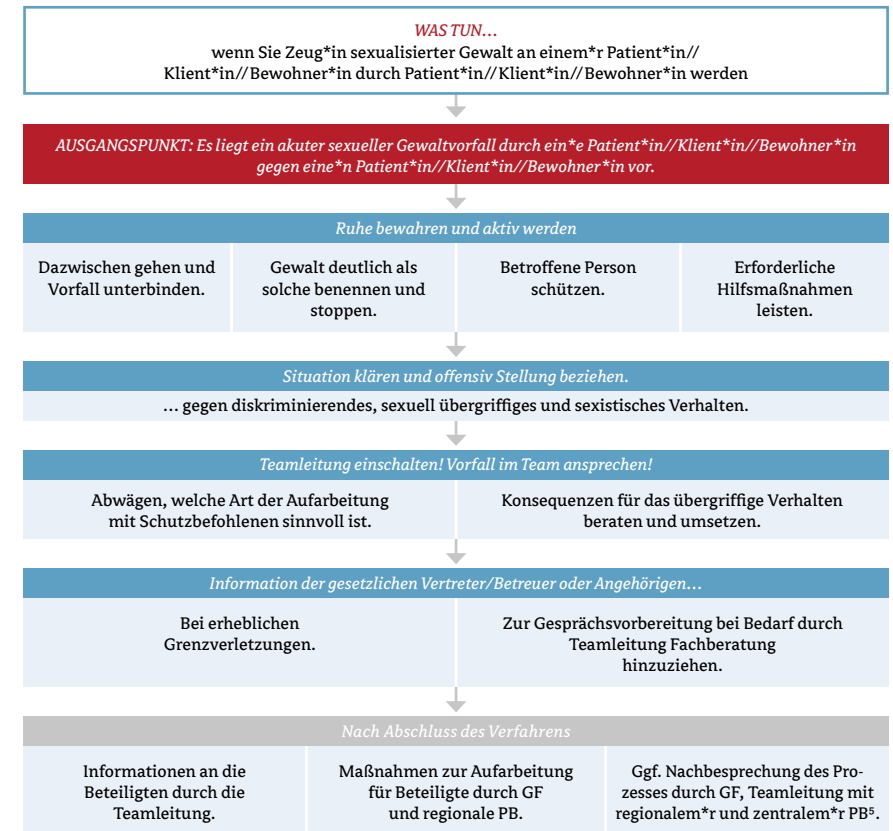 WAS TUN…
wenn Sie Zeug*in sexualisierter Gewalt an einem*r Patient*in//
Klient*in//Bewohner*in durch Patient*in//Klient*in//Bewohner*in werden
AUSGANGSPUNKT: Es liegt ein akuter sexueller Gewaltvorfall durch ein*e Patient*in//Klient*in//Bewohner*in
gegen eine*n Patient*in//Klient*in//Bewohner*in vor.
Ruhe bewahren und aktiv werden
Dazwischen gehen und
Vorfall unterbinden.
Gewalt deutlich als
solche benennen und
stoppen.
Betroffene Person
schützen.
Erforderliche
Hilfsmaßnahmen
leisten.
Situation klären und offensiv Stellung beziehen.
… gegen diskriminierendes, sexuell übergriffiges und sexistisches Verhalten.
Teamleitung einschalten! Vorfall im Team ansprechen!
Abwägen, welche Art der Aufarbeitung
mit Schutzbefohlenen sinnvoll ist.
Konsequenzen für das übergriffige Verhalten
beraten und umsetzen.
Information der gesetzlichen Vertreter/Betreuer oder Angehörigen…
Bei erheblichen
Grenzverletzungen.
Zur Gesprächsvorbereitung bei Bedarf durch
Teamleitung Fachberatung
hinzuziehen.
Nach Abschluss des Verfahrens
Informationen an die
Beteiligten durch die
Teamleitung.
Maßnahmen zur Aufarbeitung
für Beteiligte durch GF
und regionale PB.
Ggf. Nachbesprechung des Pro-
zesses durch GF, Teamleitung mit
regionalem*r und zentralem*r PB⁵.